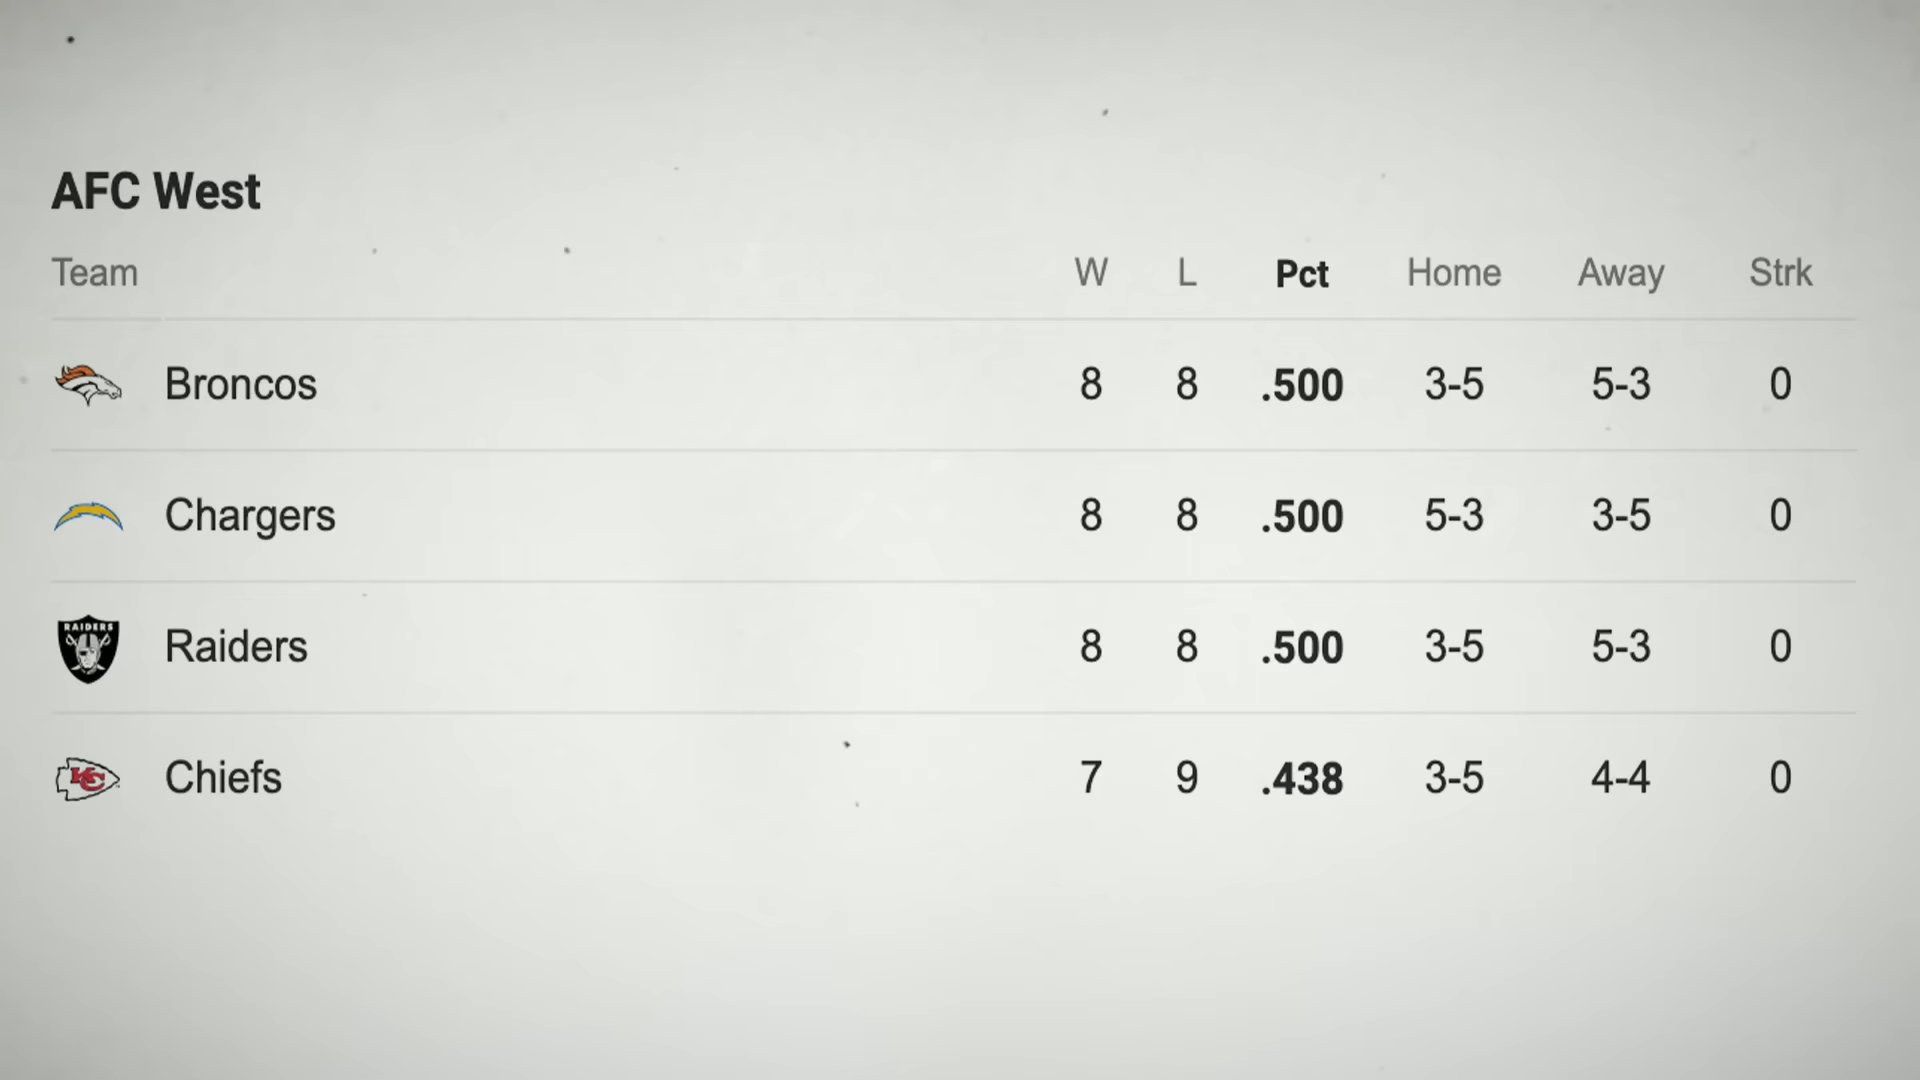 AFC West
Team W L Pct Home Away Strk
Broncos 8 8 .500 3-5 5-3 0
Chargers 8 8 .500 5-3 3-5 0
RAIDERS Raiders 8 8 .500 3-5 5-3 0
KC Chiefs 7 9 .438 3-5 4-4 0